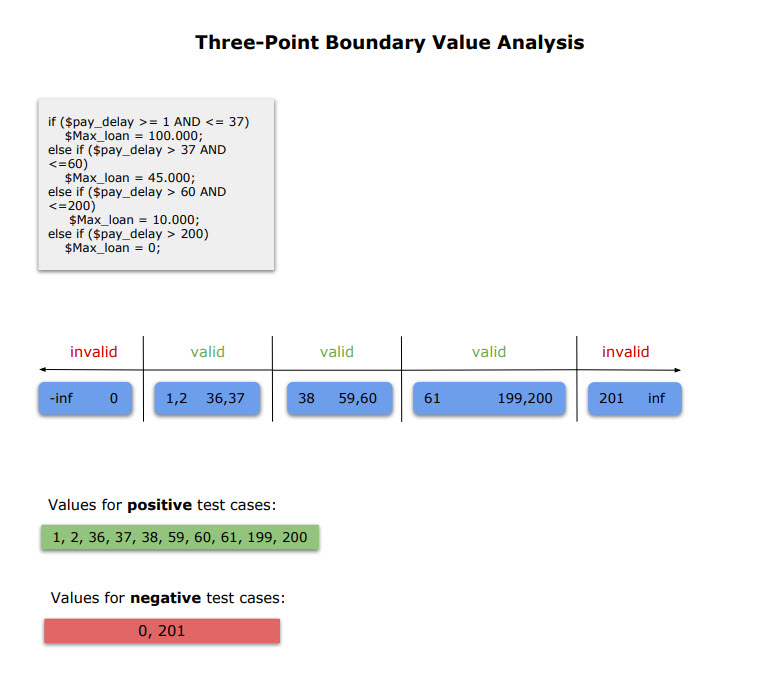 Three-Point Boundary Value Analysis
if ($pay_delay >= 1 AND <= 37)
$Max_loan = 100.000;
else if ($pay_delay > 37 AND
<=60)
$Max_loan = 45.000;
else if ($pay_delay > 60 AND
<=200)
$Max_loan = 10.000;
else if ($pay_delay > 200)
$Max_loan = 0;
invalid valid valid valid invalid
-inf 0 1,2 36,37 38 59,60 61 199,200 201 inf
Values for positive test cases:
1, 2, 36, 37, 38, 59, 60, 61, 199, 200
Values for negative test cases:
0, 201